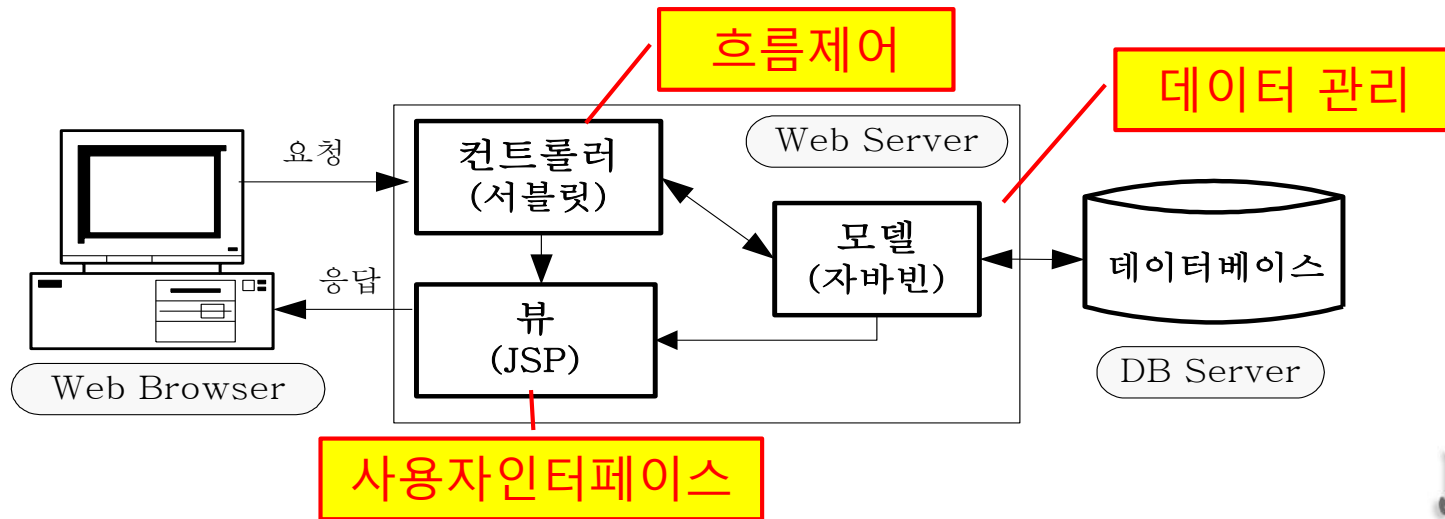 흐름제어
데이터 관리
Web Server
요청
컨트롤러
(서블릿)
모델
(자바빈)
데이터베이스
응답
뷰
(JSP)
Web Browser
DB Server
사용자인터페이스